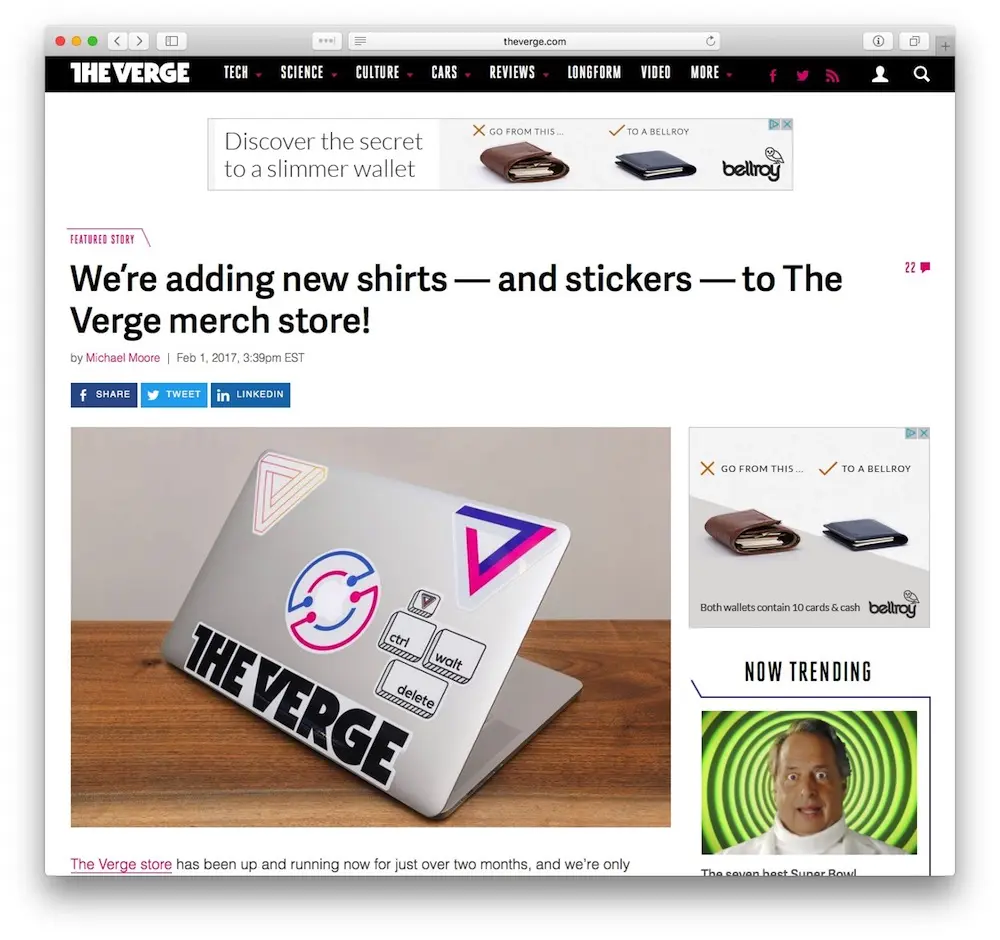 theverge.com
THE VERGE
TECH SCIENCE CULTURE CARS REVIEWS LONGFORM VIDEO MORE
Discover the secret
to a slimmer wallet
GO FROM THIS...
TO A BELLROY
bellroy
FEATURED STORY
We're adding new shirts — and stickers — to The
Verge merch store!
22
by Michael Moore | Feb 1, 2017, 3:39pm EST
SHARE TWEET LINKEDIN
ctrl
walt
delete
THE VERGE
GO FROM THIS...
TO A BELLROY
Both wallets contain 10 cards & cash
bellroy
NOW TRENDING
The seven best Super Bowl
The Verge store has been up and running now for just over two months, and we're only